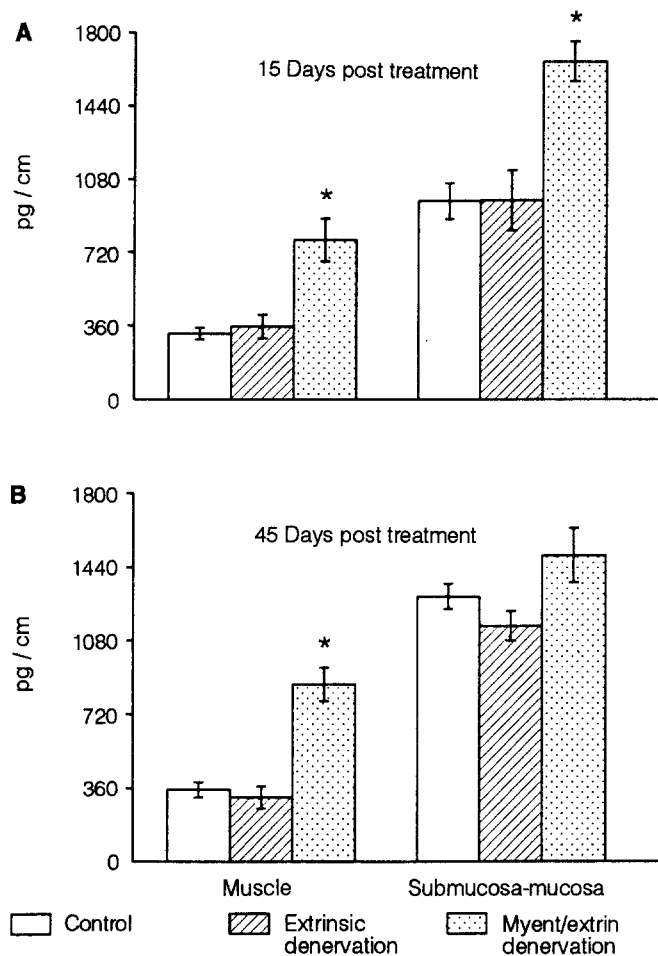 A
1800
1440
1080
720
360
0
pg / cm
15 Days post treatment
*
*
B
1800
1440
1080
720
360
0
pg / cm
45 Days post treatment
*
Muscle
Submucosa-mucosa
Control
Extrinsic
denervation
Myent/extrin
denervation